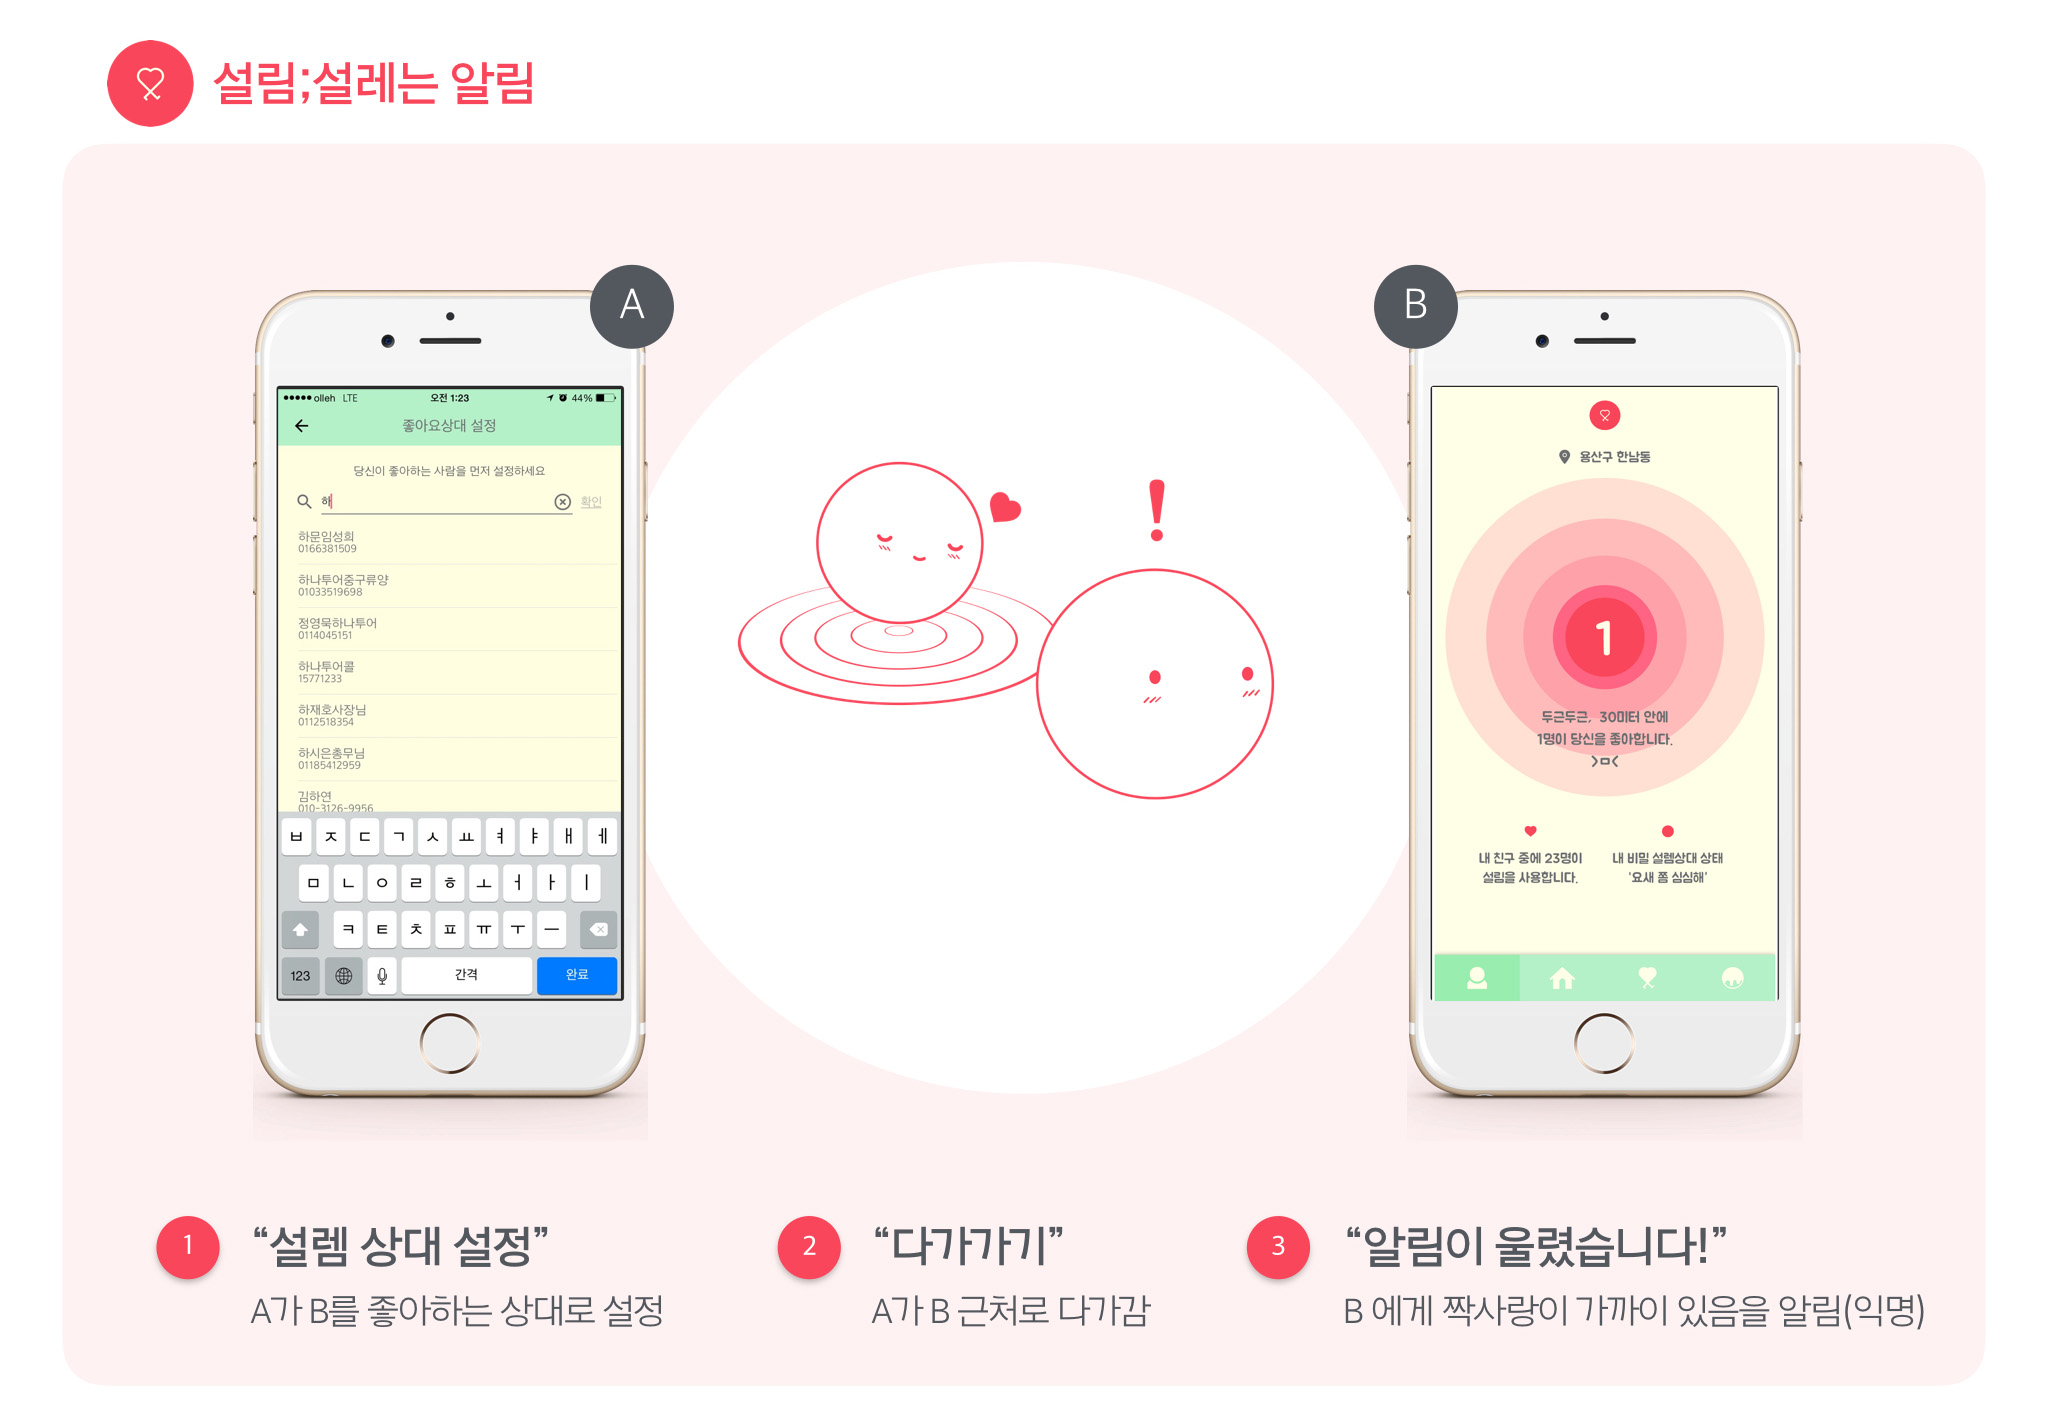 설림;설레는 알림
A
●●●●● olleh LTE 오전 1:23 44%
좋아요상대 설정
당신이 좋아하는 사람을 먼저 설정하세요
하 확인
하문임성희
0166381509
하나투어중구류양
01033519698
정영묵하나투어
0114045151
하나투어콜
15771233
하재호사장님
0112518354
하시은총무님
01185412959
김하연
010-3126-9956
ㅂ ㅈ ㄷ ㄱ ㅅ ㅛ ㅕ ㅑ ㅐ ㅔ
ㅁ ㄴ ㅇ ㄹ ㅎ ㅗ ㅓ ㅏ ㅣ
ㅋ ㅌ ㅊ ㅍ ㅠ ㅜ ㅡ
123 간격 완료
!
B
용산구 한남동
1
두근두근, 30미터 안에
1명이 당신을 좋아합니다.
>ㅁ<
내 친구 중에 23명이
설림을 사용합니다.
내 비밀 설렘상대 상태
'요새 쫌 심심해'
1 “설렘 상대 설정”
A가 B를 좋아하는 상대로 설정
2 “다가가기”
A가 B 근처로 다가감
3 “알림이 울렸습니다!”
B 에게 짝사랑이 가까이 있음을 알림(익명)